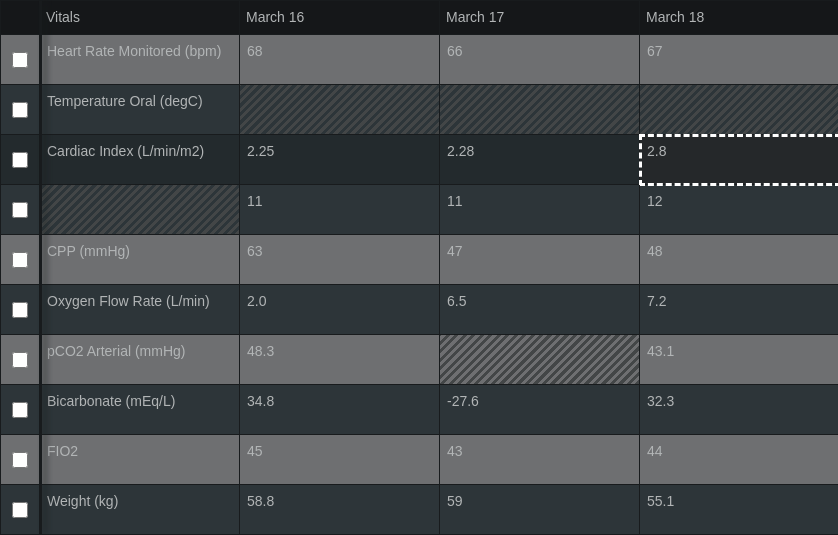 Vitals March 16 March 17 March 18
Heart Rate Monitored (bpm) 68 66 67
Temperature Oral (degC)
Cardiac Index (L/min/m2) 2.25 2.28 2.8
11 11 12
CPP (mmHg) 63 47 48
Oxygen Flow Rate (L/min) 2.0 6.5 7.2
pCO2 Arterial (mmHg) 48.3 43.1
Bicarbonate (mEq/L) 34.8 -27.6 32.3
FIO2 45 43 44
Weight (kg) 58.8 59 55.1